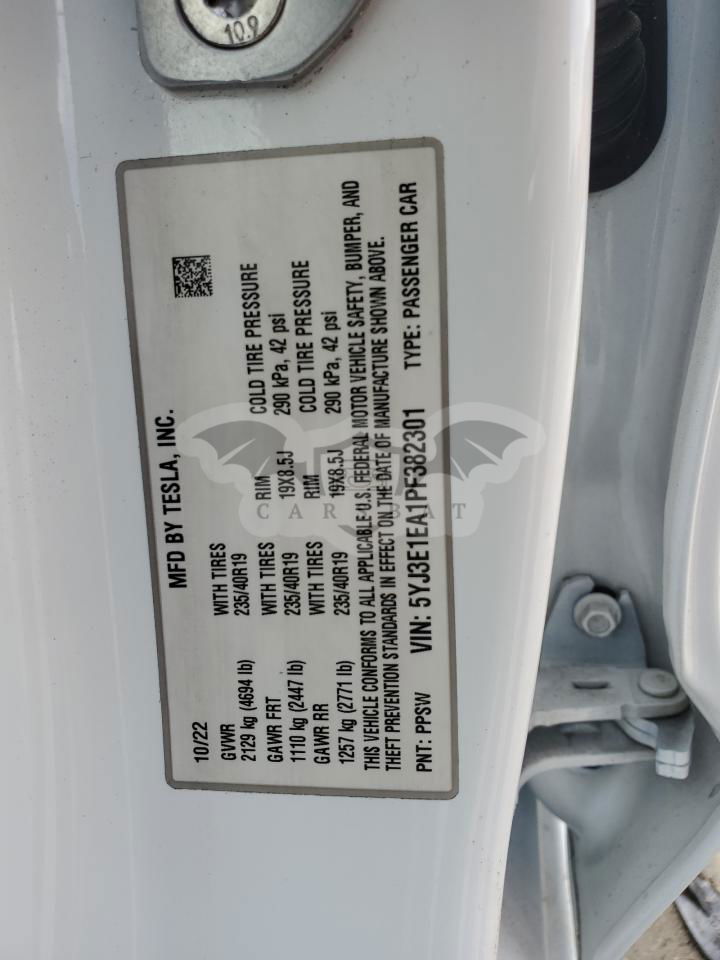 10.9
10/22 MFD BY TESLA, INC.
GVWR WITH TIRES RIM COLD TIRE PRESSURE
2129 kg (4694 lb) 235/40R19 19X8.5J 290 kPa, 42 psi
GAWR FRT WITH TIRES RIM COLD TIRE PRESSURE
1110 kg (2447 lb) 235/40R19 19X8.5J 290 kPa, 42 psi
GAWR RR WITH TIRES
1257 kg (2771 lb) 235/40R19
THIS VEHICLE CONFORMS TO ALL APPLICABLE U.S. FEDERAL MOTOR VEHICLE SAFETY, BUMPER, AND
THEFT PREVENTION STANDARDS IN EFFECT ON THE DATE OF MANUFACTURE SHOWN ABOVE.
PNT: PPSW VIN: 5YJ3E1EA1PF382301 TYPE: PASSENGER CAR
CARSBAT